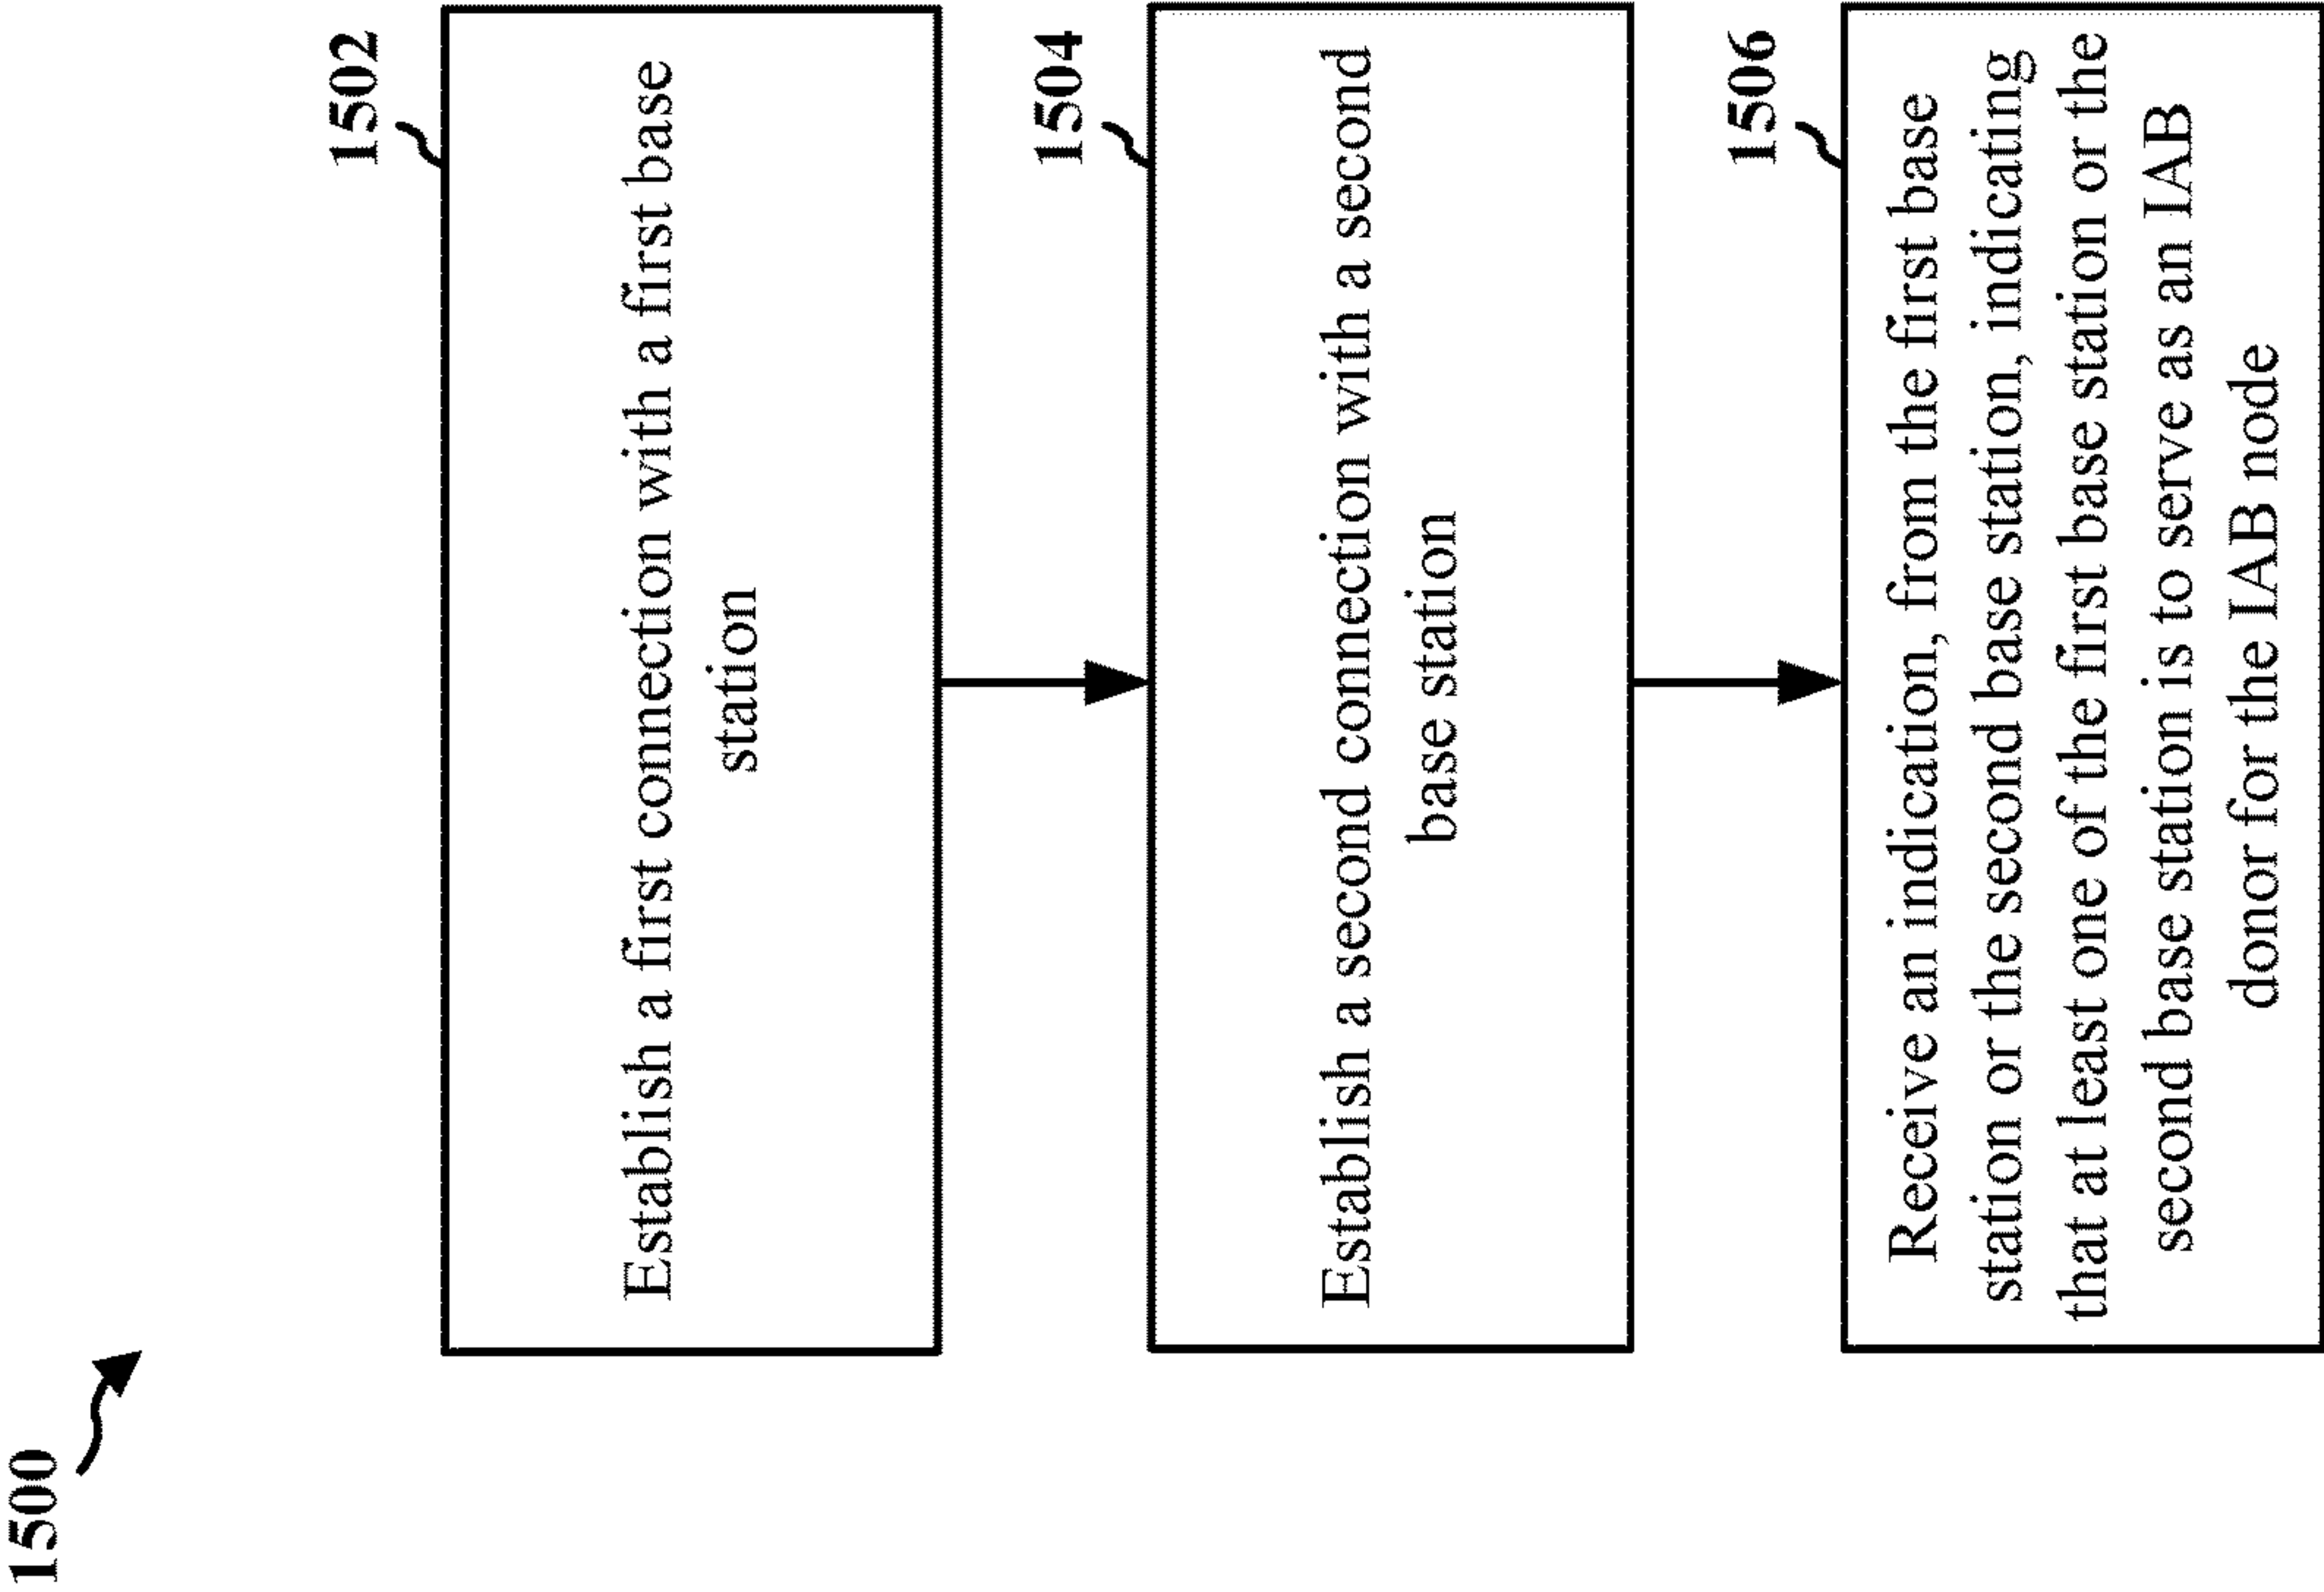 1500
1502
Establish a first connection with a first base
station
1504
Establish a second connection with a second
base station
1506
Receive an indication, from the first base
station or the second base station, indicating
that at least one of the first base station or the
second base station is to serve as an IAB
donor for the IAB node